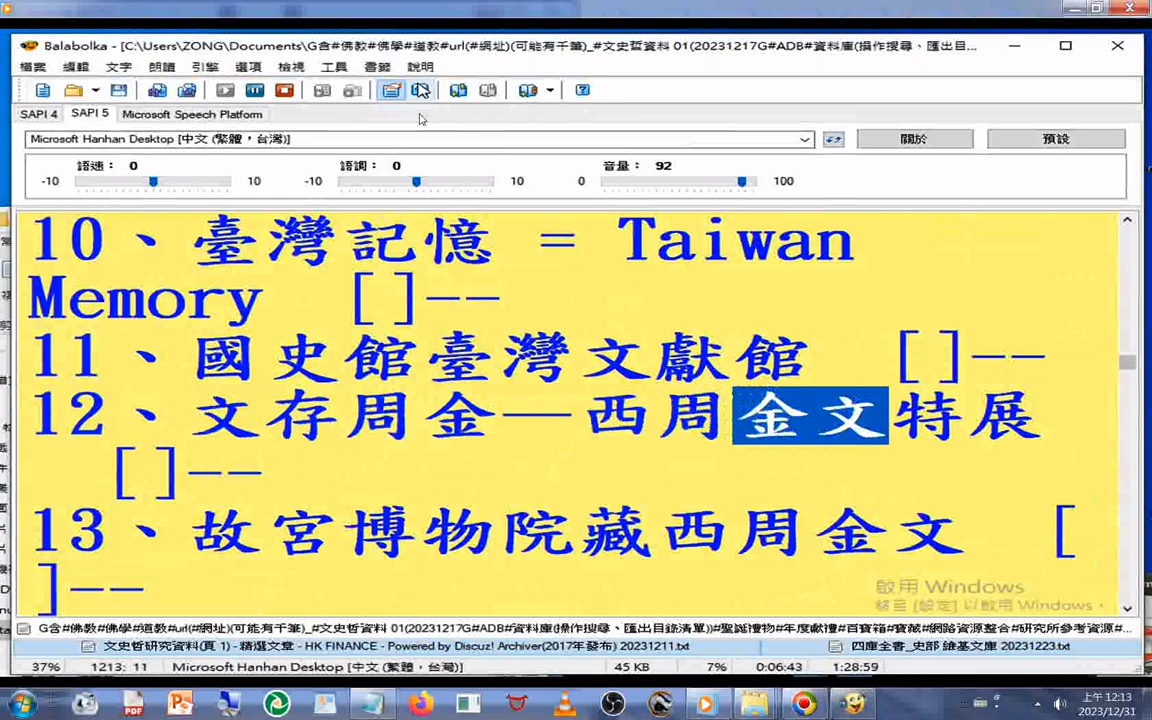 Balabolka - [C:\Users\ZONG\Documents\G含#佛教#佛學#道教#url(#網址)(可能有千筆)_#文史哲資料 01(20231217G#ADB#資料庫(操作搜尋、匯出目...
檔案 編輯 文字 朗讀 引擎 選項 檢視 工具 書籤 說明
SAPI 4 SAPI 5 Microsoft Speech Platform
Microsoft Hanhan Desktop [中文 (繁體，台灣)] 關於 預設
語速： 0 語調： 0 音量： 92
-10 10 -10 10 0 100
10、臺灣記憶 = Taiwan
Memory []--
11、國史館臺灣文獻館 []--
12、文存周金—西周金文特展
[]--
13、故宮博物院藏西周金文 [
]--
啟用 Windows
移至 [設定] 以啟用 Windows。
G含#佛教#佛學#道教#url(#網址)(可能有千筆)_#文史哲資料 01(20231217G#ADB#資料庫(操作搜尋、匯出目錄清單))#聖誕禮物#年度獻禮#百寶箱#寶藏#網路資源整合#研究所參考資源#...
文史哲研究資料(頁 1) - 精選文章 - HK FINANCE - Powered by Discuz! Archiver(2017年發布) 20231211.txt 四庫全書_史部 維基文庫 20231223.txt
37% 1213: 11 Microsoft Hanhan Desktop [中文 (繁體，台灣)] 45 KB 7% 0:06:43 1:28:59
上午 12:13
2023/12/31